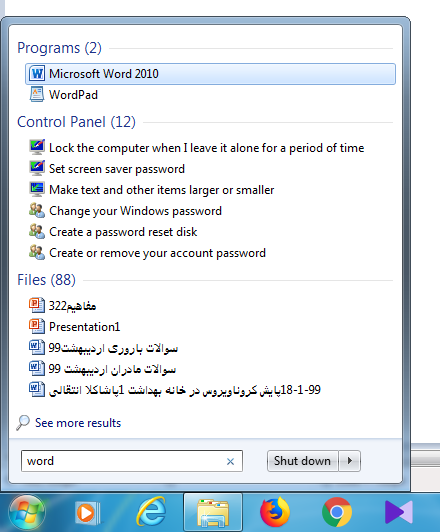 Programs (2)
Microsoft Word 2010
WordPad
Control Panel (12)
Lock the computer when I leave it alone for a period of time
Set screen saver password
Make text and other items larger or smaller
Change your Windows password
Create a password reset disk
Create or remove your account password
Files (88)
مفاهیم322
Presentation1
سوالات باروری اردیبهشت99
سوالات مادران اردیبهشت 99
18-1-99پایش کروناویروس در خانه بهداشت 1پاشاکلا انتقالی
See more results
word
Shut down